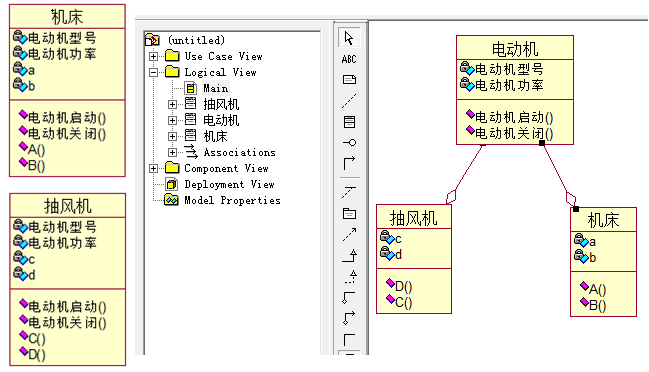 机床
电动机型号
电动机功率
a
b
电动机启动()
电动机关闭()
A()
B()
抽风机
电动机型号
电动机功率
c
d
电动机启动()
电动机关闭()
C()
D()
(untitled)
Use Case View
Logical View
Main
抽风机
电动机
机床
Associations
Component View
Deployment View
Model Properties
ABC
电动机
电动机型号
电动机功率
电动机启动()
电动机关闭()
抽风机
c
d
D()
C()
机床
a
b
A()
B()